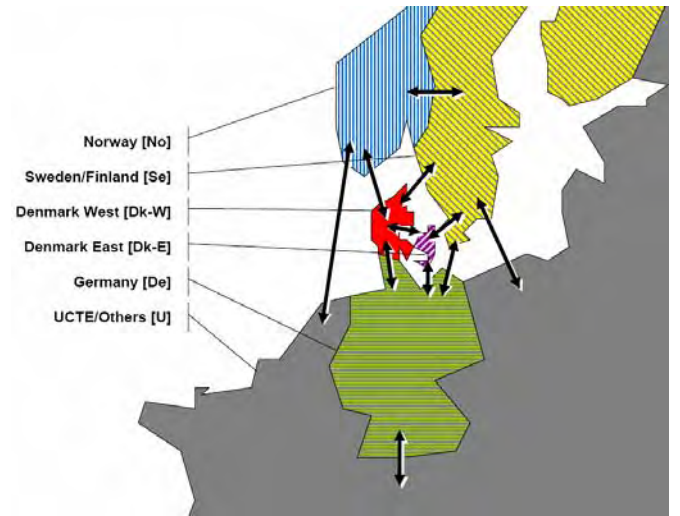 Norway [No]
Sweden/Finland [Se]
Denmark West [Dk-W]
Denmark East [Dk-E]
Germany [De]
UCTE/Others [U]